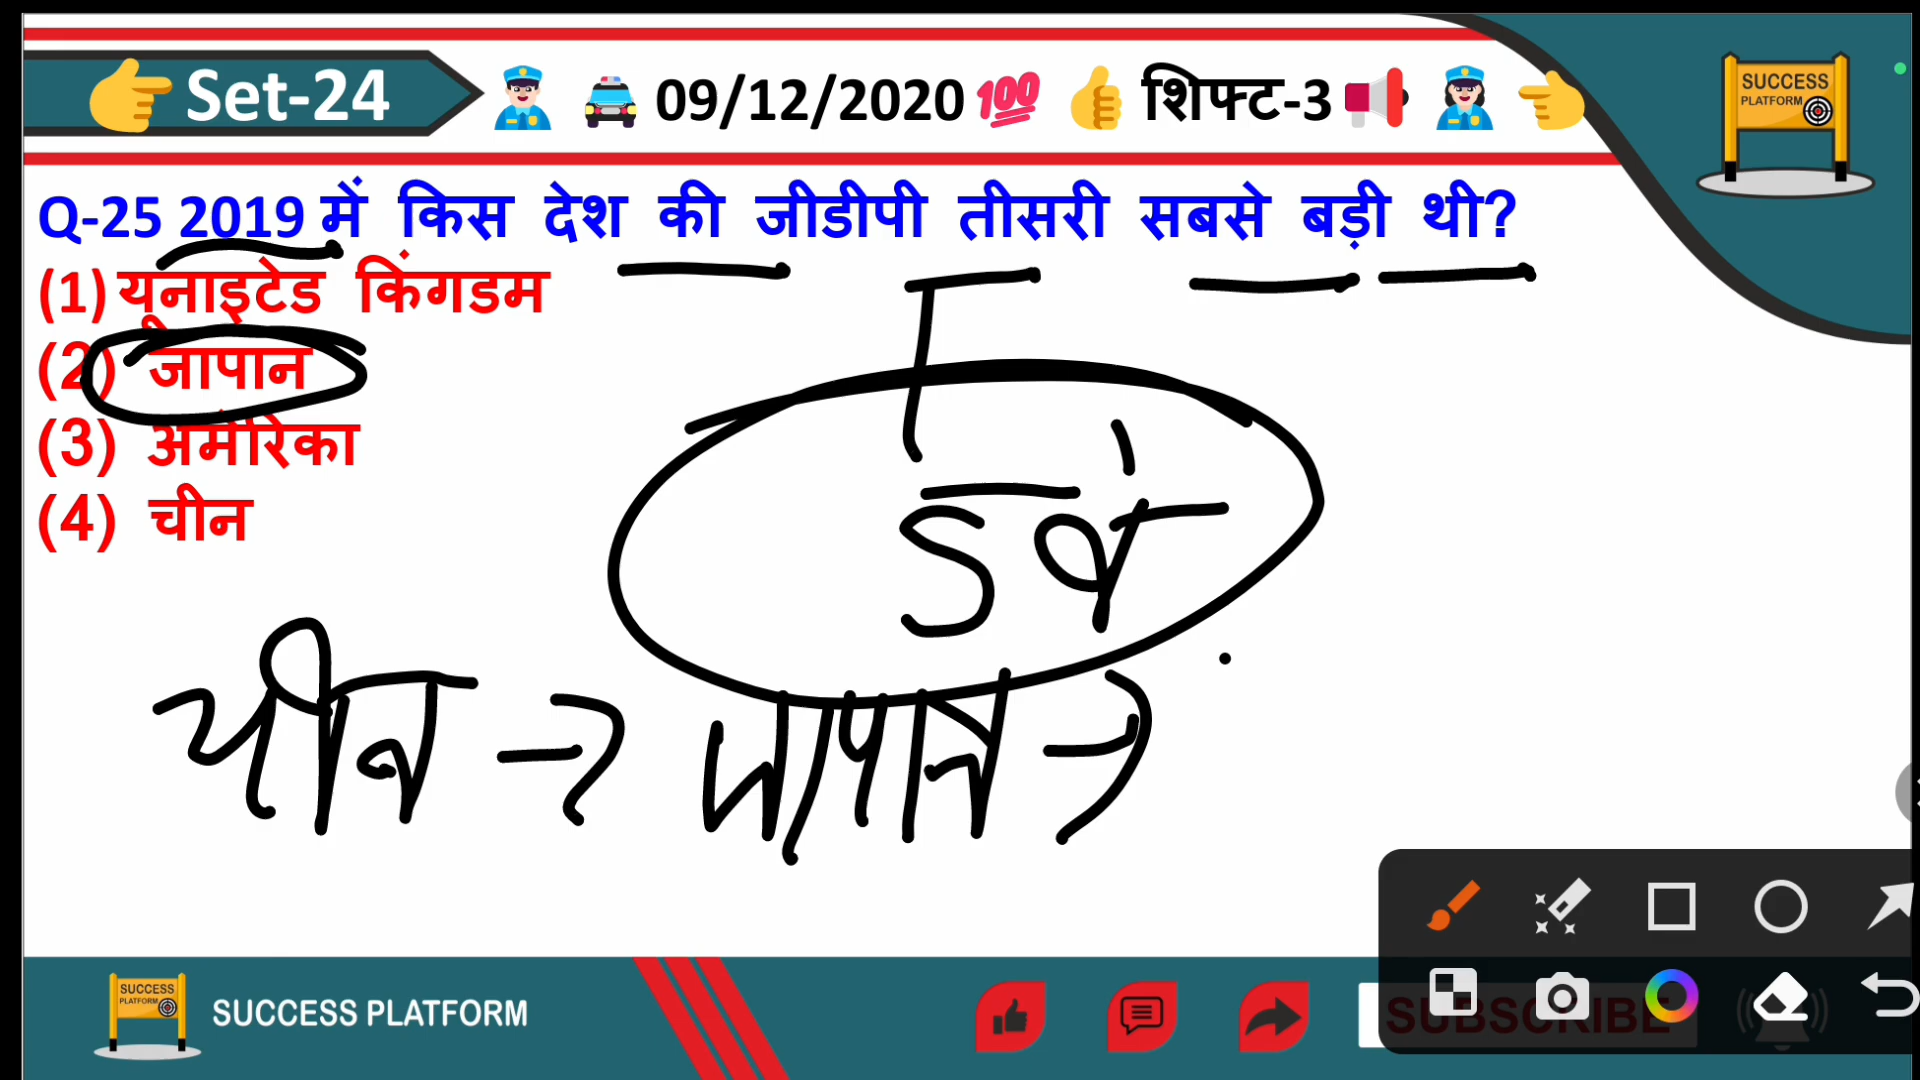 Set-24 09/12/2020 💯 शिफ्ट-3
SUCCESS
PLATFORM
Q-25 2019 में किस देश की जीडीपी तीसरी सबसे बड़ी थी?
(1) यूनाइटेड किंगडम
(2) जापान
(3) अमेरिका
(4) चीन
चीन → जापान →
SUCCESS
PLATFORM
SUCCESS PLATFORM
SUBSCRIBE